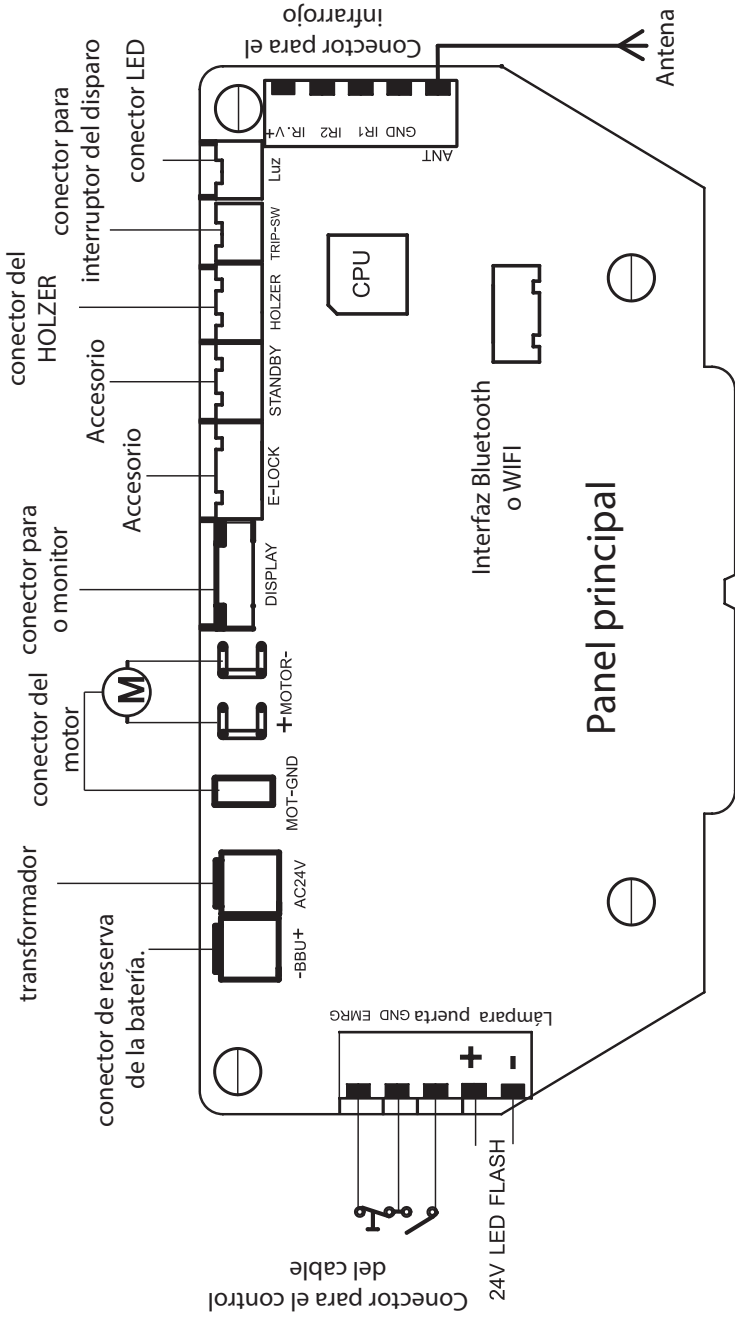 transformador
conector de reserva
de la batería.
conector del
motor
conector para
o monitor
Accesorio
Accesorio
conector del
HOLZER
conector para
interruptor del disparo
conector LED
Conector para el
infrarrojo
M
-BBU+
AC24V
MOT-GND
+MOTOR-
DISPLAY
E-LOCK
STANDBY
HOLZER
TRIP-SW
Luz
IR.V+
IR2
IR1
GND
ANT
Antena
CPU
Interfaz Bluetooth
o WIFI
Panel principal
EMRG
GND
puerta
Lámpara
+
-
24V LED FLASH
Conector para el control
del cable